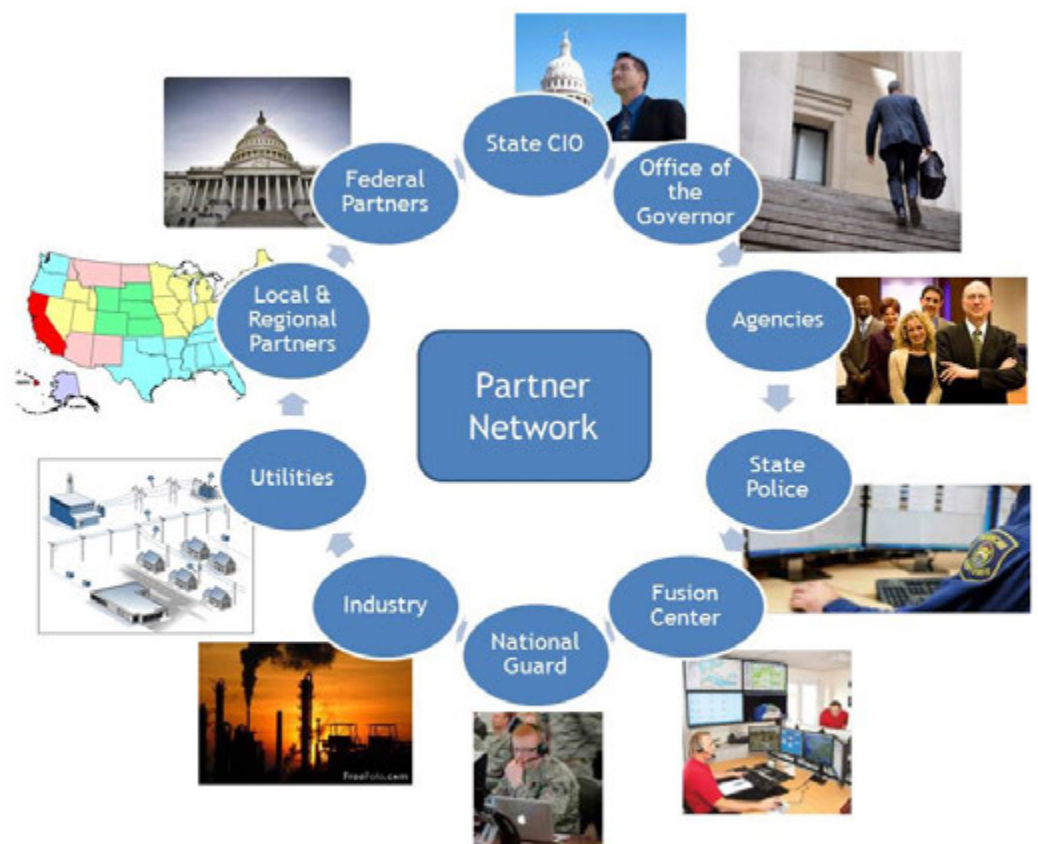 State CIO
Office of
the
Governor
Agencies
State
Police
Fusion
Center
National
Guard
Industry
Utilities
Local &
Regional
Partners
Federal
Partners
Partner
Network
FreeFoto.com